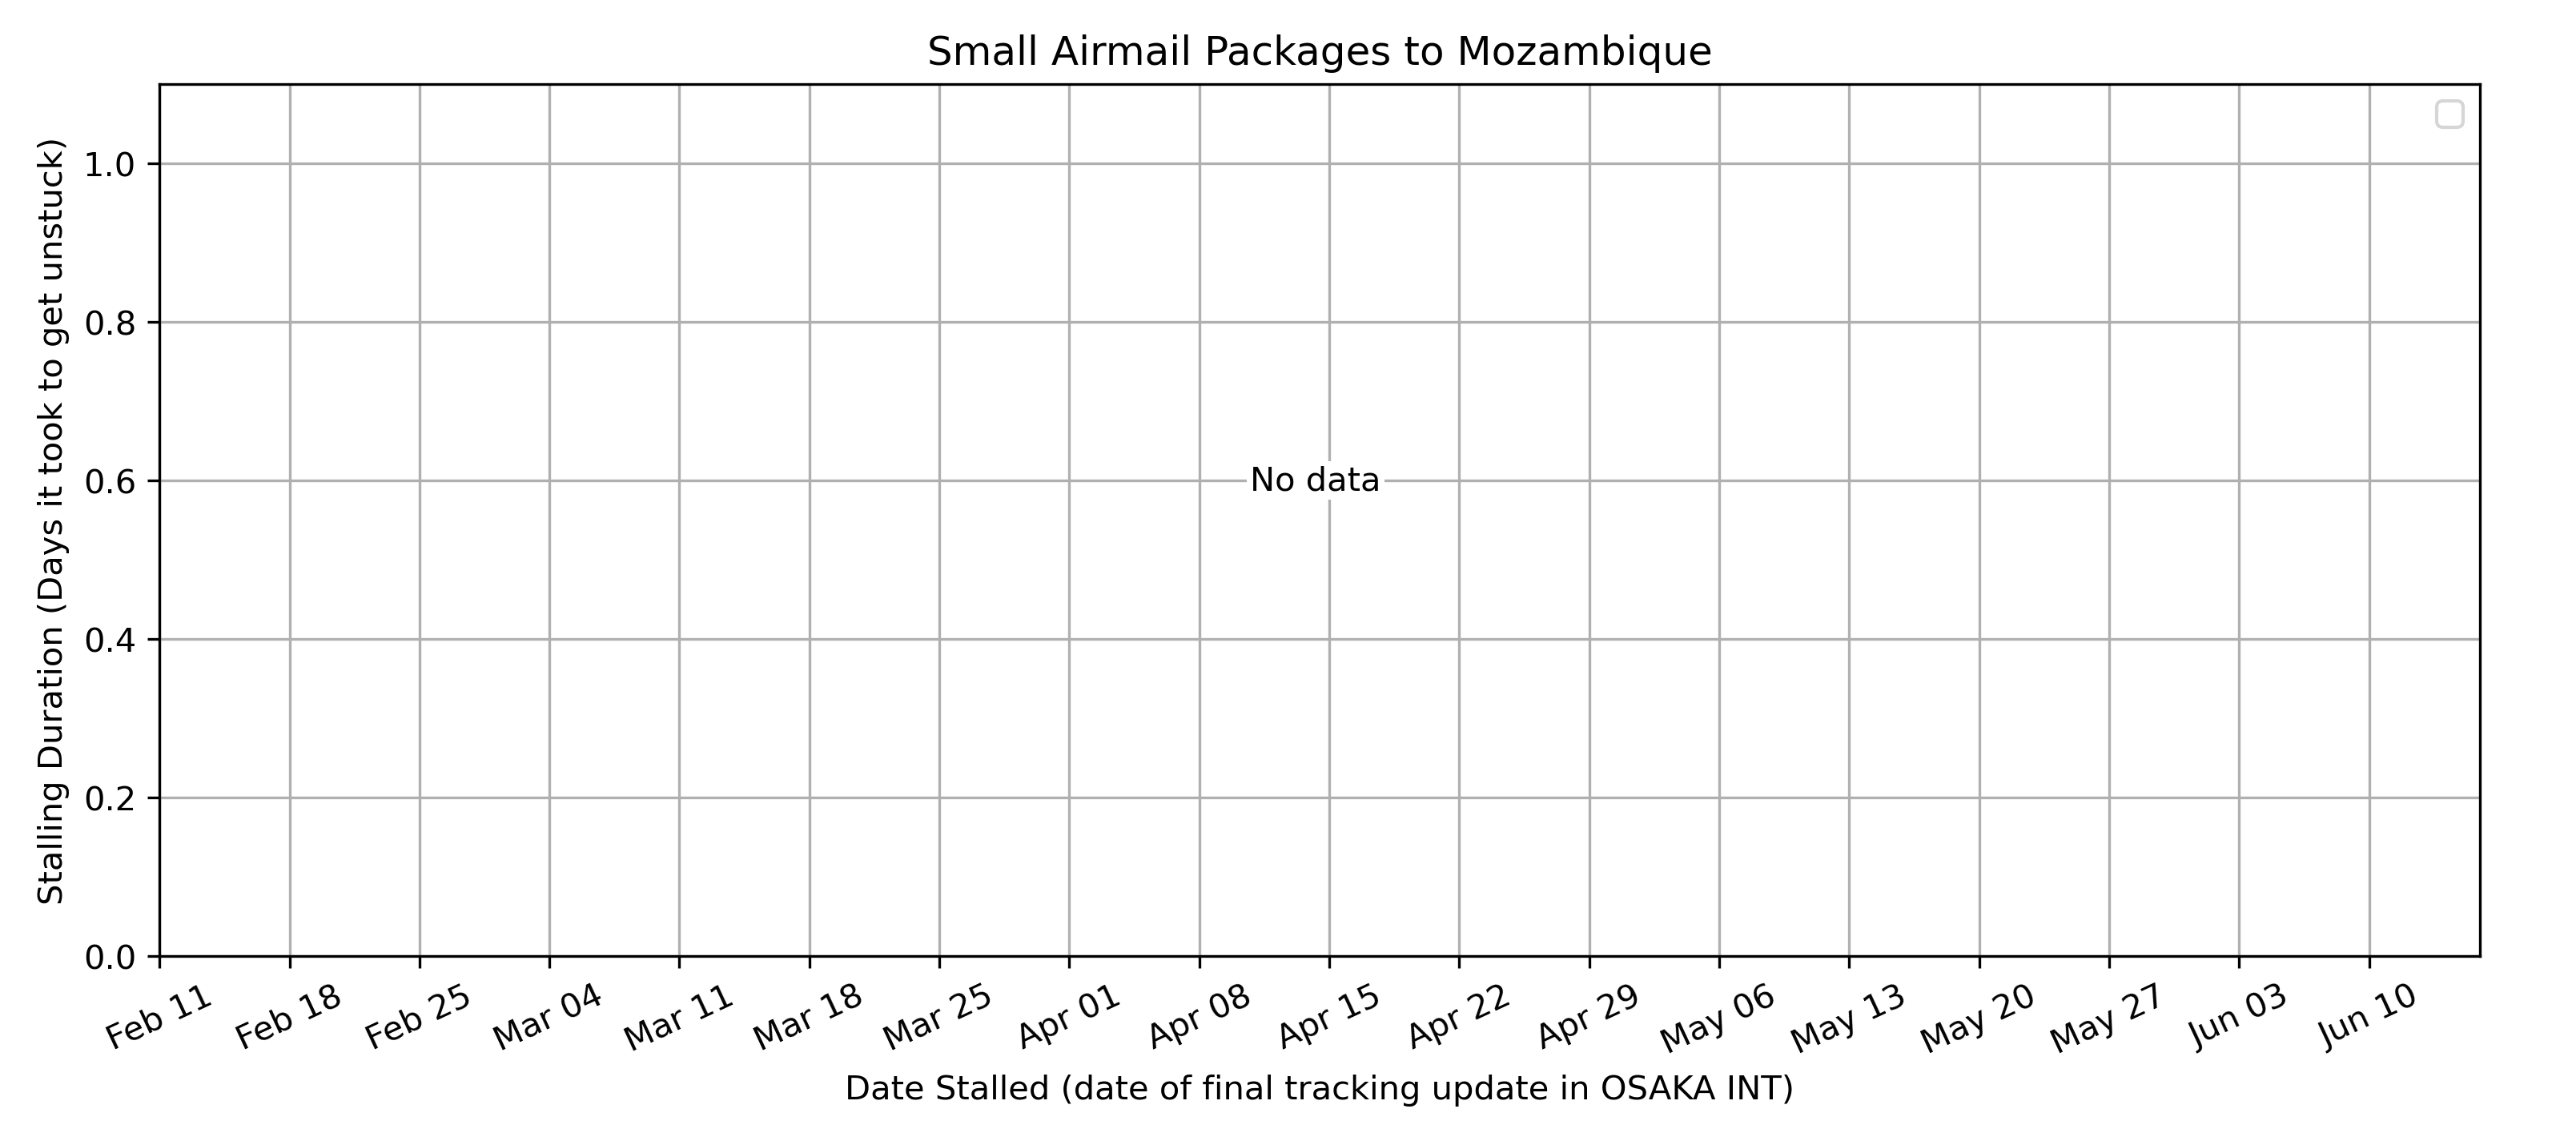 Small Airmail Packages to Mozambique
Stalling Duration (Days it took to get unstuck)
1.0
0.8
0.6
0.4
0.2
0.0
No data
Feb 11 Feb 18 Feb 25 Mar 04 Mar 11 Mar 18 Mar 25 Apr 01 Apr 08 Apr 15 Apr 22 Apr 29 May 06 May 13 May 20 May 27 Jun 03 Jun 10
Date Stalled (date of final tracking update in OSAKA INT)